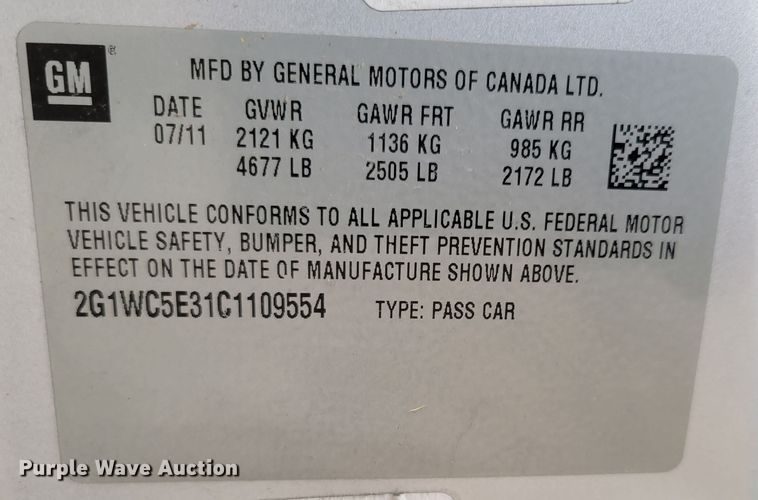 GM ®
MFD BY GENERAL MOTORS OF CANADA LTD.
DATE GVWR GAWR FRT GAWR RR
07/11 2121 KG 1136 KG 985 KG
4677 LB 2505 LB 2172 LB
THIS VEHICLE CONFORMS TO ALL APPLICABLE U.S. FEDERAL MOTOR
VEHICLE SAFETY, BUMPER, AND THEFT PREVENTION STANDARDS IN
EFFECT ON THE DATE OF MANUFACTURE SHOWN ABOVE.
2G1WC5E31C1109554 TYPE: PASS CAR
Purple Wave Auction